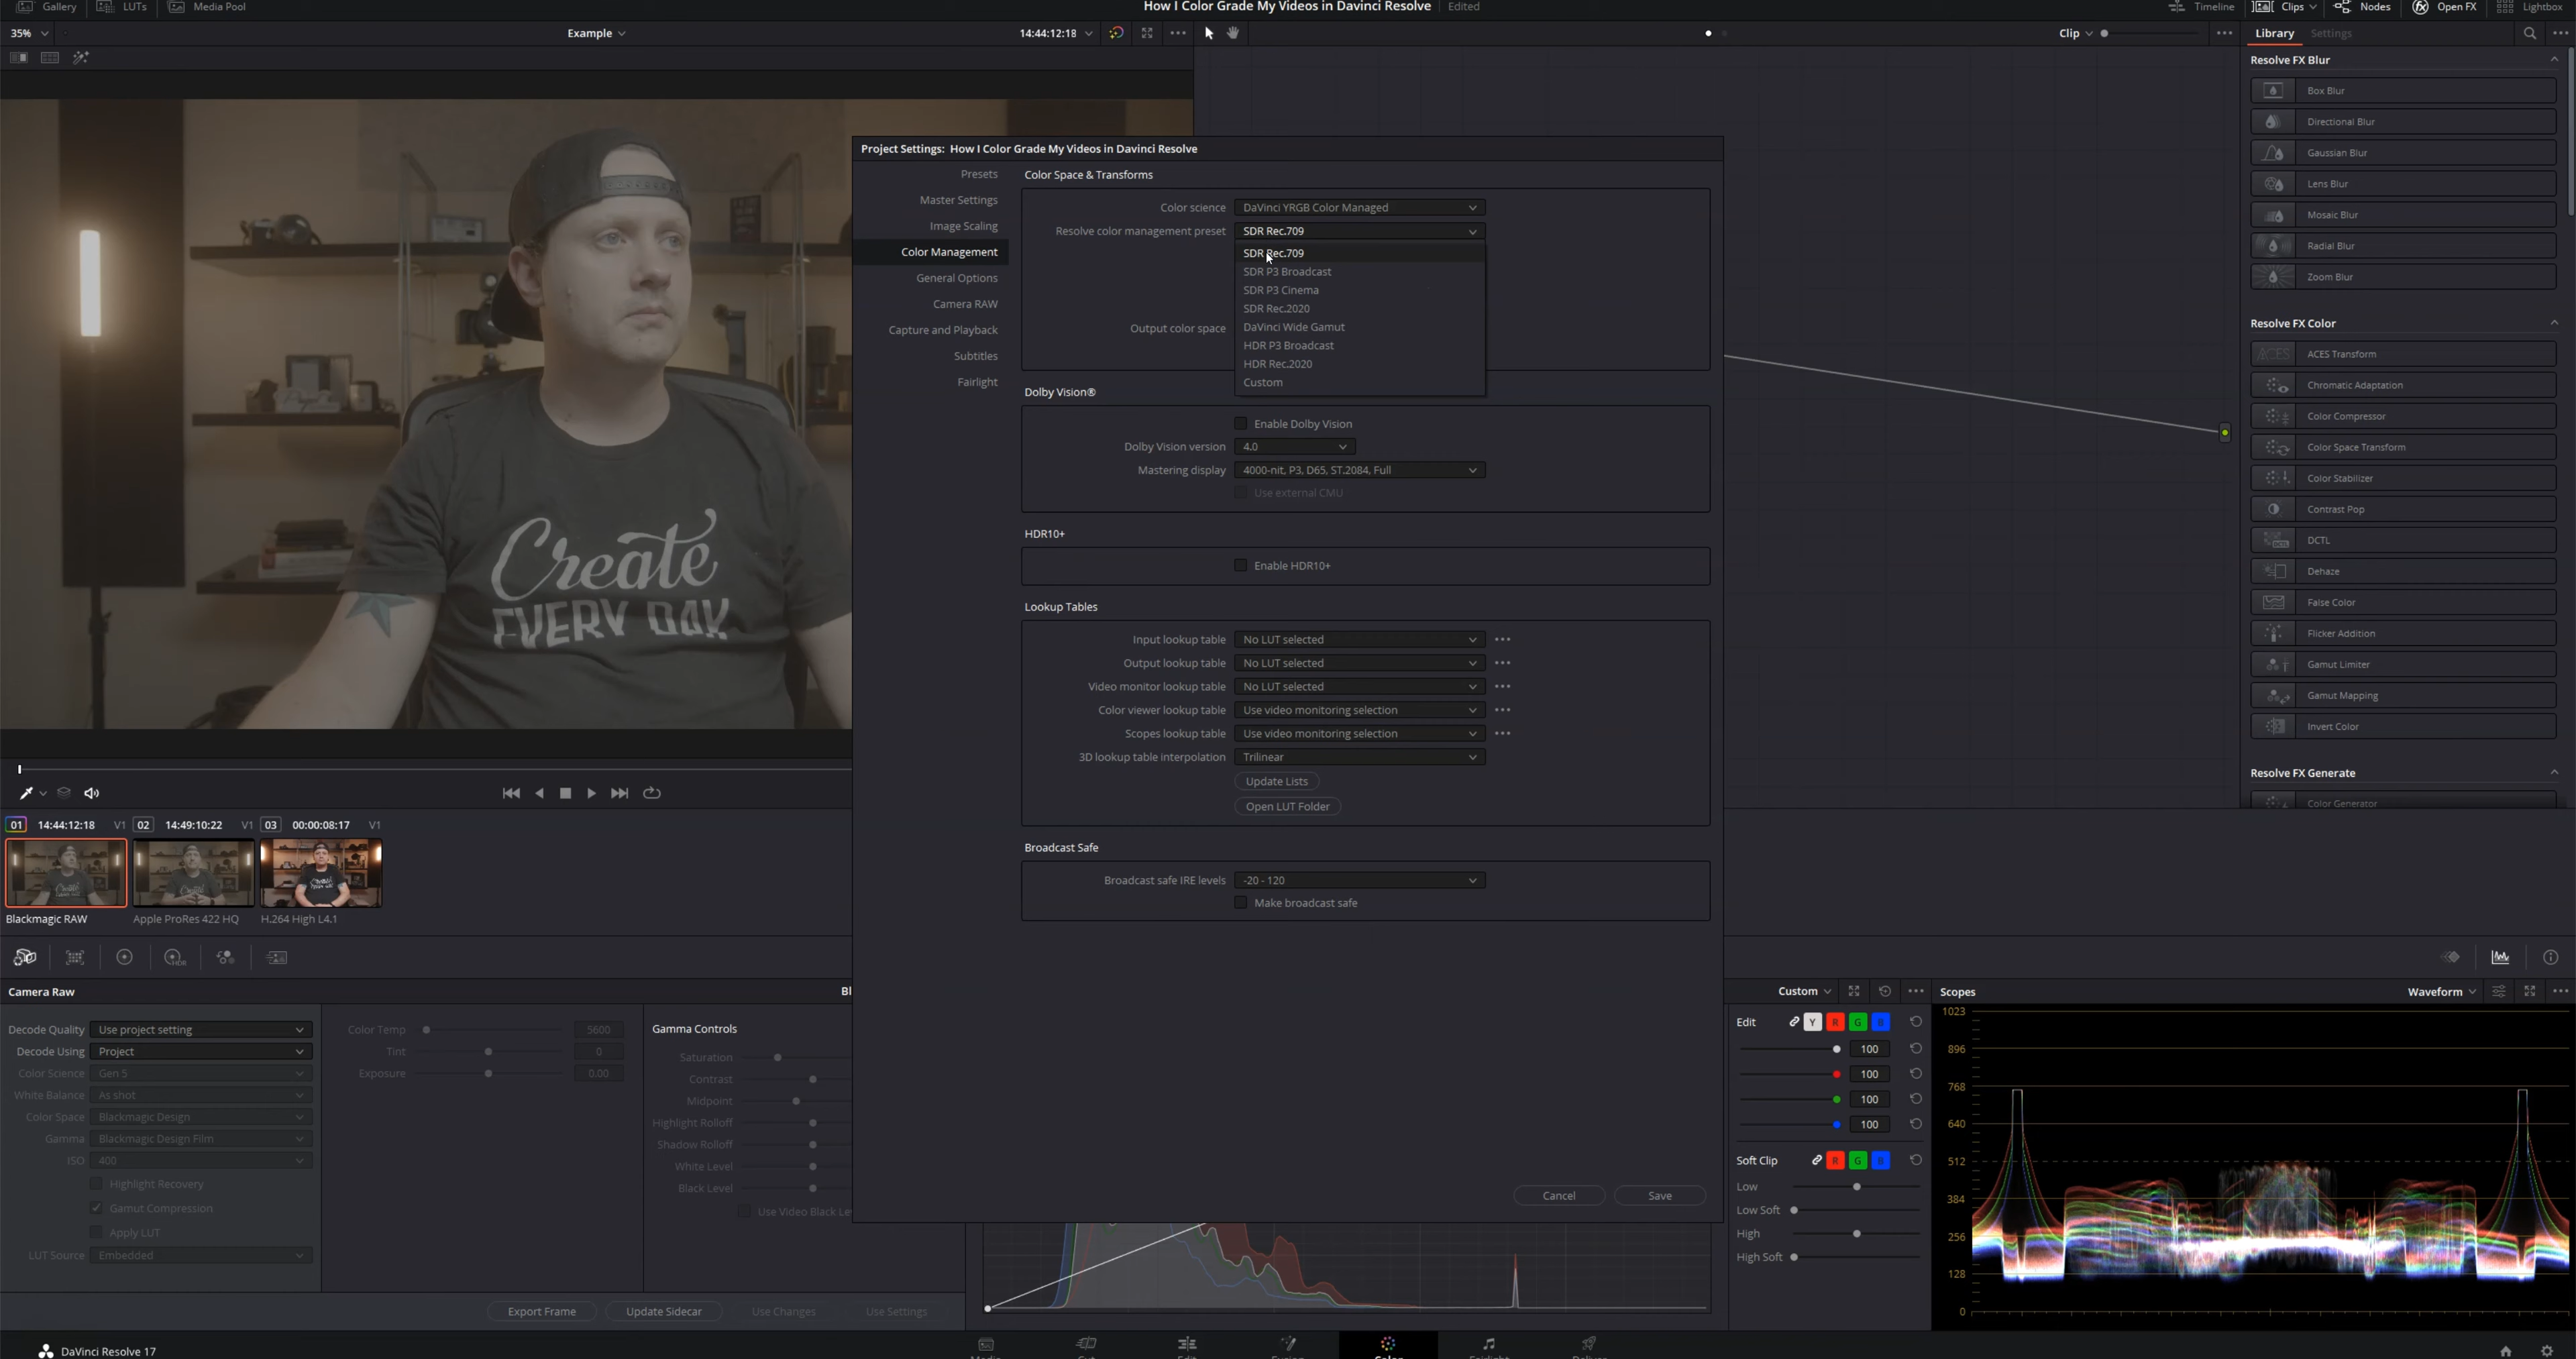 Gallery LUTs Media Pool How I Color Grade My Videos in Davinci Resolve Edited Timeline Clips Nodes Open FX Lightbox
35% Example 14:44:12:18 Clip Library Settings
Resolve FX Blur
Box Blur
Directional Blur
Gaussian Blur
Lens Blur
Mosaic Blur
Radial Blur
Zoom Blur
Resolve FX Color
ACES Transform
Chromatic Adaptation
Color Compressor
Color Space Transform
Color Stabilizer
Contrast Pop
DCTL
Dehaze
False Color
Flicker Addition
Gamut Limiter
Gamut Mapping
Invert Color
Resolve FX Generate
Color Generator
Create
EVERY DAY
Project Settings: How I Color Grade My Videos in Davinci Resolve
Presets
Master Settings
Image Scaling
Color Management
General Options
Camera RAW
Capture and Playback
Subtitles
Fairlight
Color Space & Transforms
Color science DaVinci YRGB Color Managed
Resolve color management preset SDR Rec.709
SDR Rec.709
SDR P3 Broadcast
SDR P3 Cinema
SDR Rec.2020
Output color space DaVinci Wide Gamut
HDR P3 Broadcast
HDR Rec.2020
Custom
Dolby Vision®
Enable Dolby Vision
Dolby Vision version 4.0
Mastering display 4000-nit, P3, D65, ST.2084, Full
Use external CMU
HDR10+
Enable HDR10+
Lookup Tables
Input lookup table No LUT selected
Output lookup table No LUT selected
Video monitor lookup table No LUT selected
Color viewer lookup table Use video monitoring selection
Scopes lookup table Use video monitoring selection
3D lookup table interpolation Trilinear
Update Lists
Open LUT Folder
Broadcast Safe
Broadcast safe IRE levels -20 - 120
Make broadcast safe
Cancel Save
01 14:44:12:18 V1 02 14:49:10:22 V1 03 00:00:08:17 V1
Blackmagic RAW Apple ProRes 422 HQ H.264 High L4.1
HDR
Camera Raw Bl
Decode Quality Use project setting
Decode Using Project
Color Science Gen 5
White Balance As shot
Color Space Blackmagic Design
Gamma Blackmagic Design Film
ISO 400
Highlight Recovery
Gamut Compression
Apply LUT
LUT Source Embedded
Color Temp 5600
Tint 0
Exposure 0.00
Gamma Controls
Saturation
Contrast
Midpoint
Highlight Rolloff
Shadow Rolloff
White Level
Black Level
Use Video Black Le
Export Frame Update Sidecar Use Changes Use Settings
Custom
Edit Y R G B
100
100
100
100
Soft Clip R G B
Low
Low Soft
High
High Soft
Scopes Waveform
1023
896
768
640
512
384
256
128
0
DaVinci Resolve 17 Media Cut Edit Fusion Color Fairlight Deliver